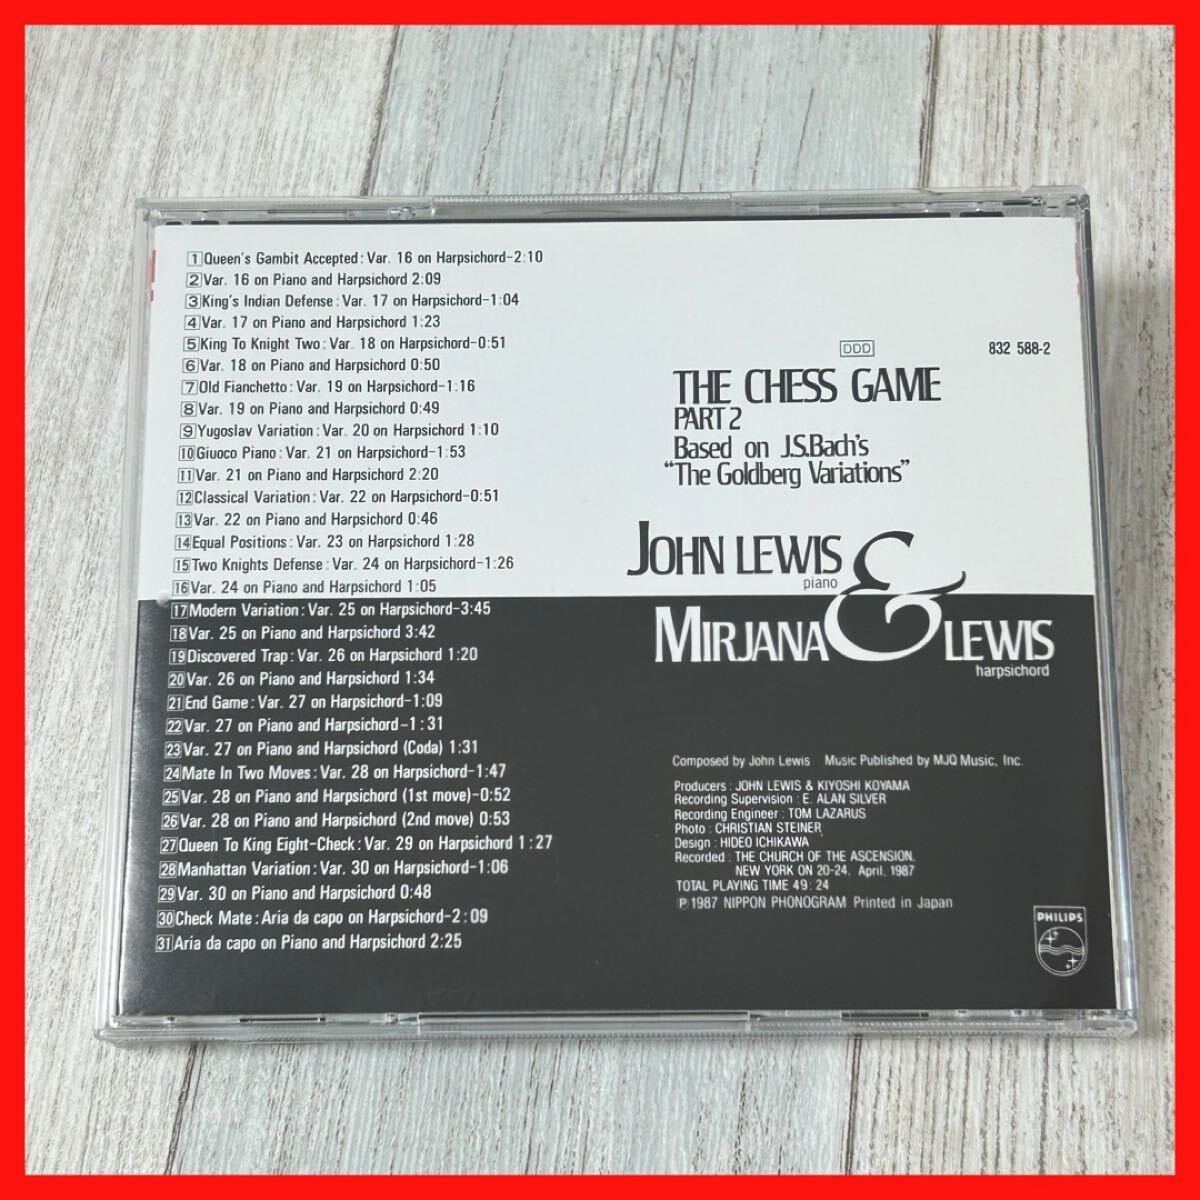 1 Queen's Gambit Accepted: Var. 16 on Harpsichord-2:10
2 Var. 16 on Piano and Harpsichord 2:09
3 King's Indian Defense: Var. 17 on Harpsichord-1:04
4 Var. 17 on Piano and Harpsichord 1:23
5 King To Knight Two: Var. 18 on Harpsichord-0:51
6 Var. 18 on Piano and Harpsichord 0:50
7 Old Fianchetto: Var. 19 on Harpsichord-1:16
8 Var. 19 on Piano and Harpsichord 0:49
9 Yugoslav Variation: Var. 20 on Harpsichord 1:10
10 Giuoco Piano: Var. 21 on Harpsichord-1:53
11 Var. 21 on Piano and Harpsichord 2:20
12 Classical Variation: Var. 22 on Harpsichord-0:51
13 Var. 22 on Piano and Harpsichord 0:46
14 Equal Positions: Var. 23 on Harpsichord 1:28
15 Two Knights Defense: Var. 24 on Harpsichord-1:26
16 Var. 24 on Piano and Harpsichord 1:05
17 Modern Variation: Var. 25 on Harpsichord-3:45
18 Var. 25 on Piano and Harpsichord 3:42
19 Discovered Trap: Var. 26 on Harpsichord 1:20
20 Var. 26 on Piano and Harpsichord 1:34
21 End Game: Var. 27 on Harpsichord-1:09
22 Var. 27 on Piano and Harpsichord-1:31
23 Var. 27 on Piano and Harpsichord (Coda) 1:31
24 Mate In Two Moves: Var. 28 on Harpsichord-1:47
25 Var. 28 on Piano and Harpsichord (1st move)-0:52
26 Var. 28 on Piano and Harpsichord (2nd move) 0:53
27 Queen To King Eight-Check: Var. 29 on Harpsichord 1:27
28 Manhattan Variation: Var. 30 on Harpsichord-1:06
29 Var. 30 on Piano and Harpsichord 0:48
30 Check Mate: Aria da capo on Harpsichord-2:09
31 Aria da capo on Piano and Harpsichord 2:25
DDD
832 588-2
THE CHESS GAME
PART 2
Based on J.S.Bach's
"The Goldberg Variations"
JOHN LEWIS
piano
&
MIRJANA LEWIS
harpsichord
Composed by John Lewis Music Published by MJQ Music, Inc.
Producers: JOHN LEWIS & KIYOSHI KOYAMA
Recording Supervision: E. ALAN SILVER
Recording Engineer: TOM LAZARUS
Photo: CHRISTIAN STEINER
Design: HIDEO ICHIKAWA
Recorded: THE CHURCH OF THE ASCENSION.
NEW YORK ON 20-24, April, 1987
TOTAL PLAYING TIME 49:24
℗1987 NIPPON PHONOGRAM Printed in Japan
PHILIPS